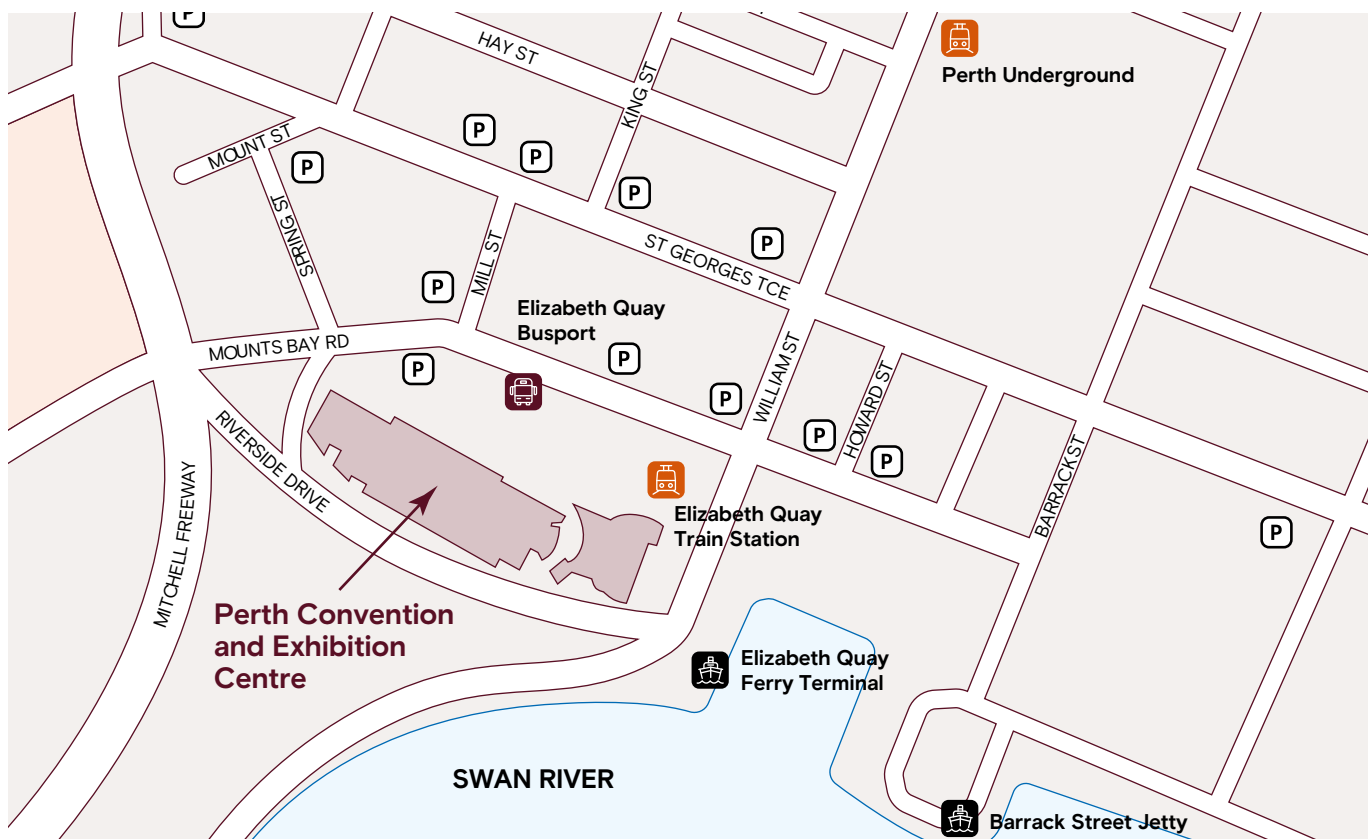 P
HAY ST
Perth Underground
KING ST
P
MOUNT ST
P
P
P
SPRING ST
ST GEORGES TCE
P
MILL ST
P
Elizabeth Quay
Busport
MOUNTS BAY RD
P
P
WILLIAM ST
HOWARD ST
P
P
P
RIVERSIDE DRIVE
BARRACK ST
MITCHELL FREEWAY
Elizabeth Quay
Train Station
P
Perth Convention
and Exhibition
Centre
Elizabeth Quay
Ferry Terminal
SWAN RIVER
Barrack Street Jetty